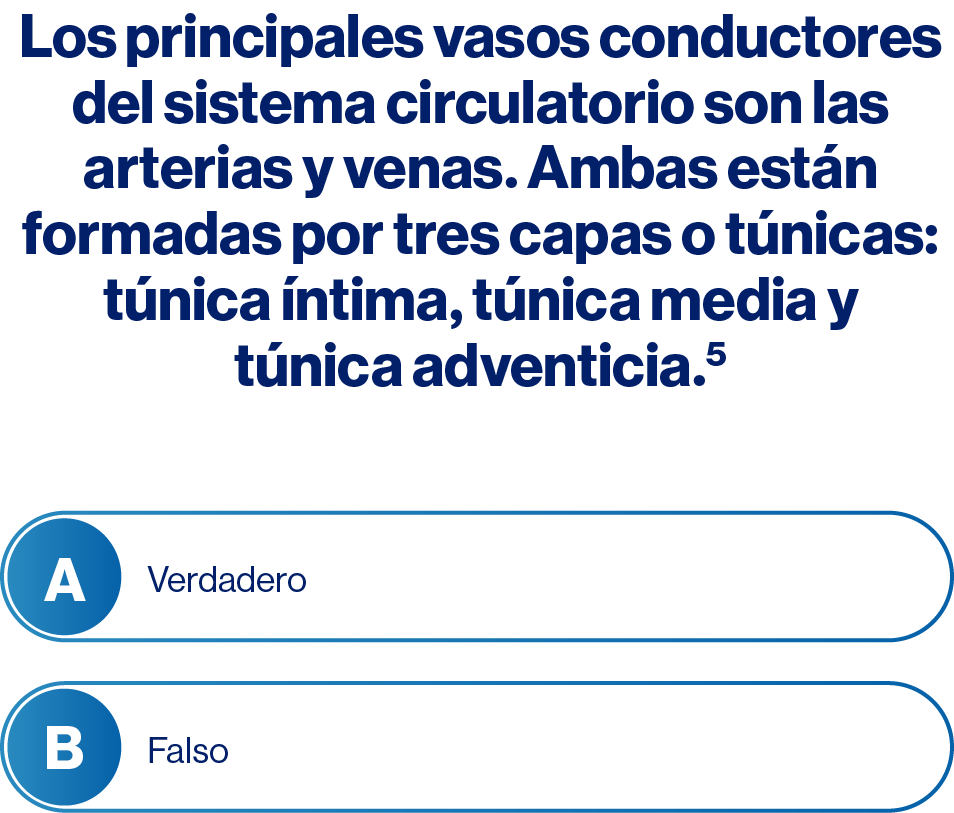 Los principales vasos conductores
del sistema circulatorio son las
arterias y venas. Ambas están
formadas por tres capas o túnicas:
túnica íntima, túnica media y
túnica adventicia.⁵
A Verdadero
B Falso